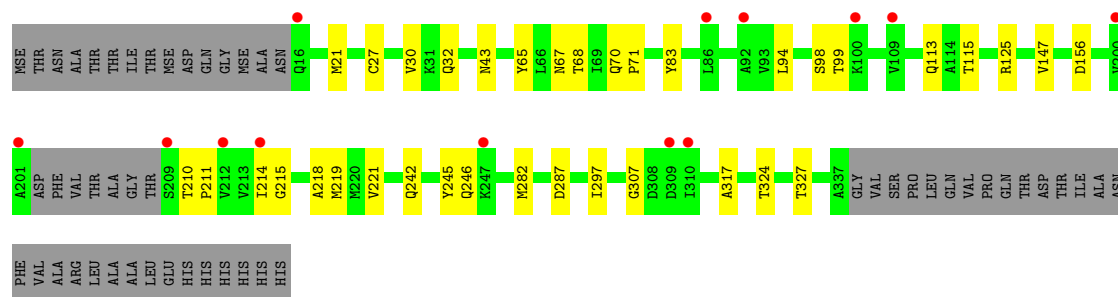 MSE THR ASN ALA THR THR ILE THR MSE ASP GLN GLY MSE ALA ASN Q16 M21 C27 V30 K31 Q32 N43 Y65 L66 N67 T68 I69 Q70 P71 Y83 L86 A92 V93 L94 S98 T99 K100 V109 Q113 A114 T115 R125 V147 D156 V200
A201 ASP PHE VAL THR ALA GLY THR S209 T210 P211 V212 V213 I214 G215 A218 M219 M220 V221 Q242 Y245 Q246 K247 M282 D287 I297 G307 D308 D309 I310 A317 T324 T327 A337 GLY VAL SER PRO LEU GLN VAL PRO GLN THR ASP THR ILE ALA ASN
PHE VAL ALA ARG LEU ALA ALA LEU GLU HIS HIS HIS HIS HIS HIS